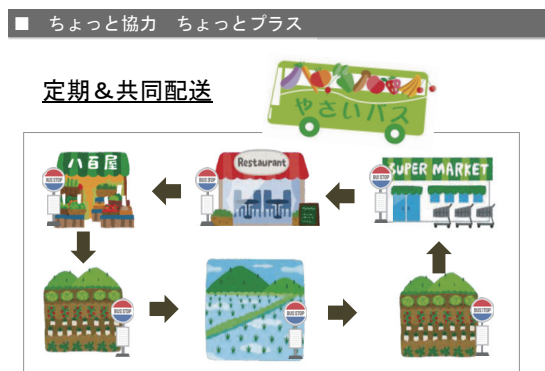 ■ ちょっと協力 ちょっとプラス
定期&共同配送
やさいバス
八百屋
BUS STOP
Restaurant
BUS STOP
SUPER MARKET
BUS STOP
BUS STOP
BUS STOP
BUS STOP